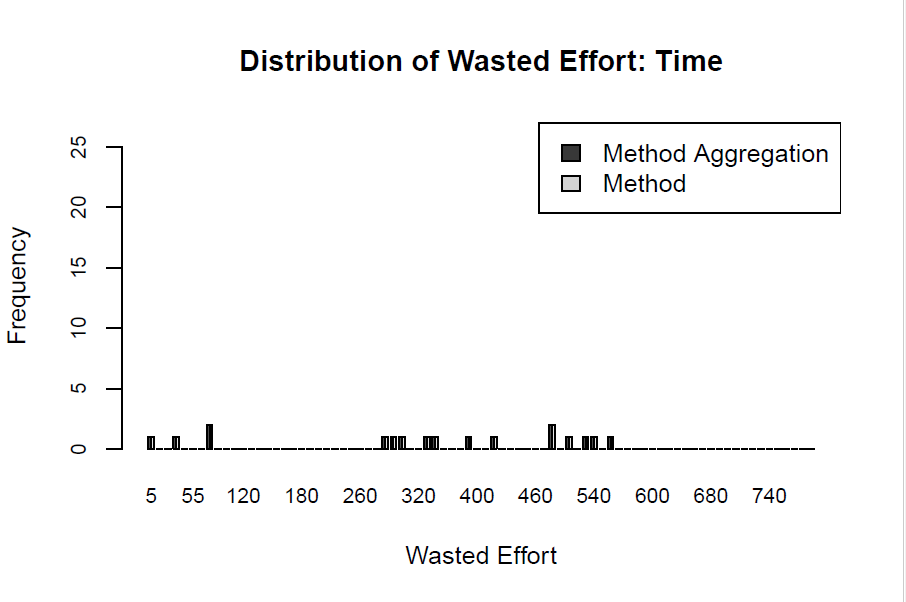 Distribution of Wasted Effort: Time
Method Aggregation
Method
25
20
15
10
5
0
Frequency
5 55 120 180 260 320 400 460 540 600 680 740
Wasted Effort